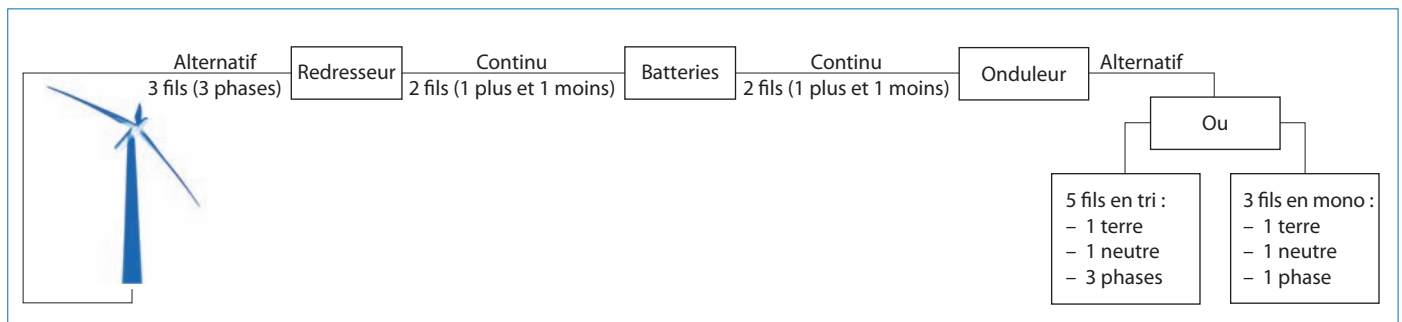 Alternatif
3 fils (3 phases)
Redresseur
Continu
2 fils (1 plus et 1 moins)
Batteries
Continu
2 fils (1 plus et 1 moins)
Onduleur
Alternatif
Ou
5 fils en tri :
– 1 terre
– 1 neutre
– 3 phases
3 fils en mono :
– 1 terre
– 1 neutre
– 1 phase